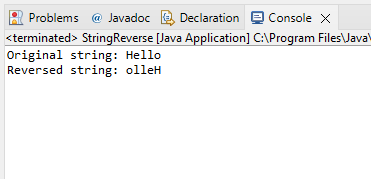 Problems Javadoc Declaration Console
<terminated> StringReverse [Java Application] C:\Program Files\Java\
Original string: Hello
Reversed string: olleH